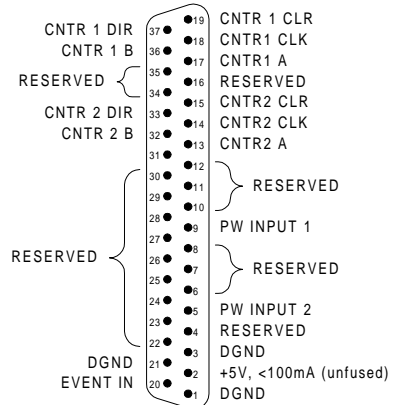 19 CNTR 1 CLR
CNTR 1 DIR 37
18 CNTR1 CLK
CNTR 1 B 36
17 CNTR1 A
35
RESERVED
16 RESERVED
34
15 CNTR2 CLR
CNTR 2 DIR 33
14 CNTR2 CLK
CNTR 2 B 32
13 CNTR2 A
31
12
30
11 RESERVED
29
10
28
9 PW INPUT 1
27
8
RESERVED 26
7 RESERVED
25
6
24
5 PW INPUT 2
23
4 RESERVED
22
3 DGND
DGND 21
2 +5V, <100mA (unfused)
EVENT IN 20
1 DGND